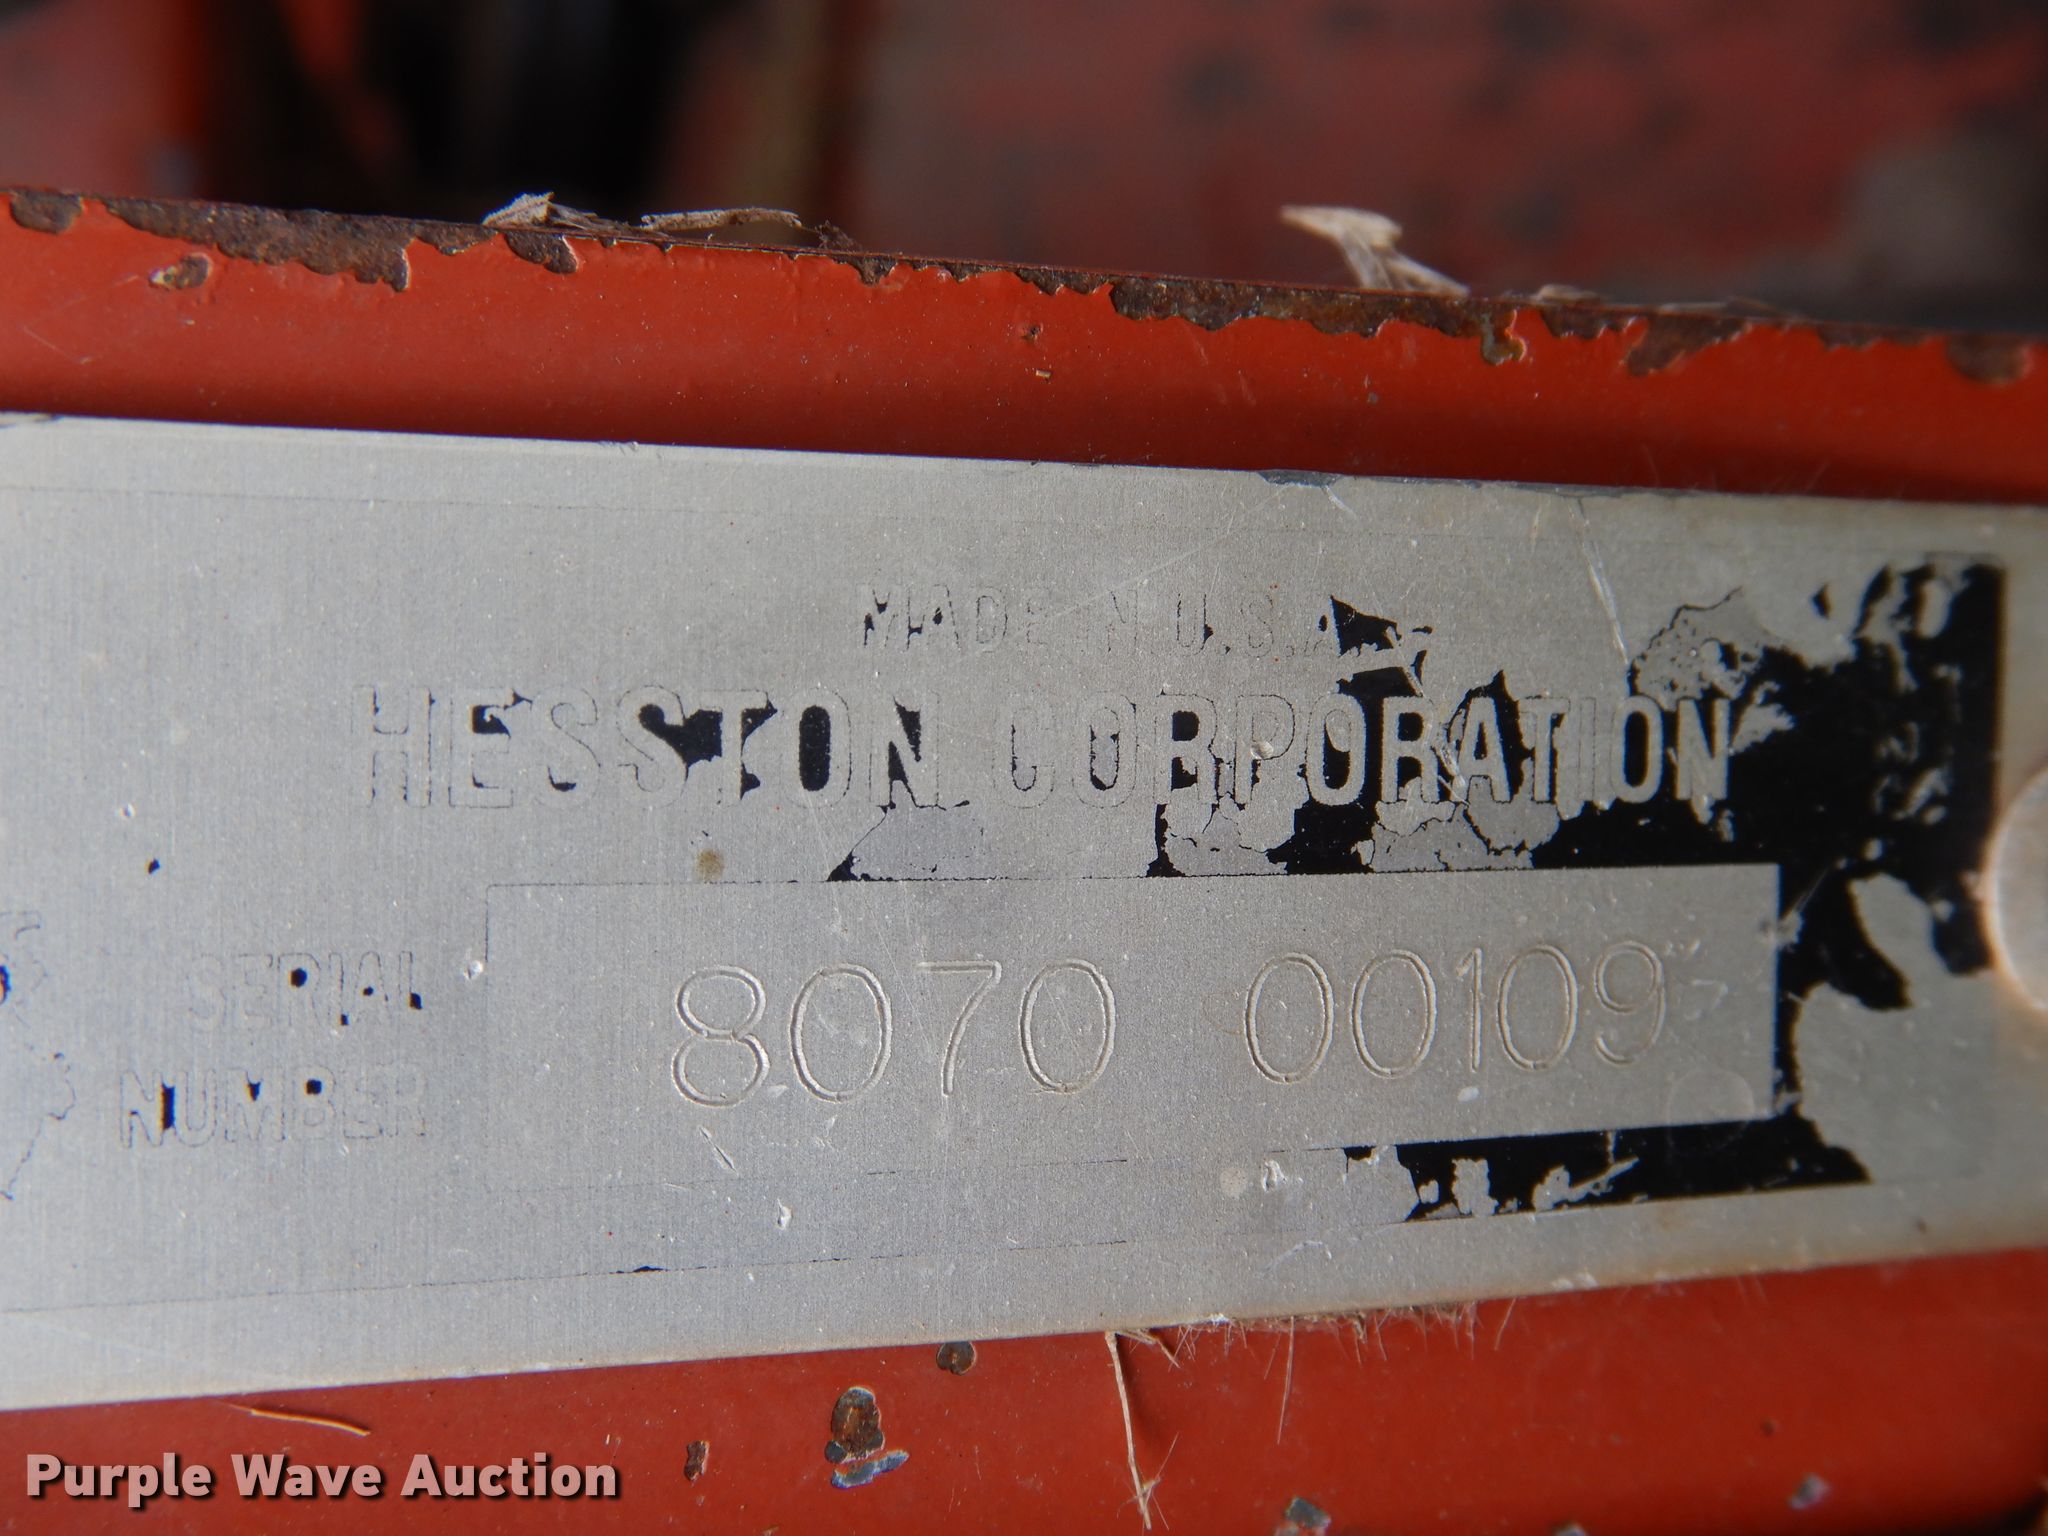 MADE IN U.S.A.
HESSTON CORPORATION
SERIAL
NUMBER
8070 00109
Purple Wave Auction